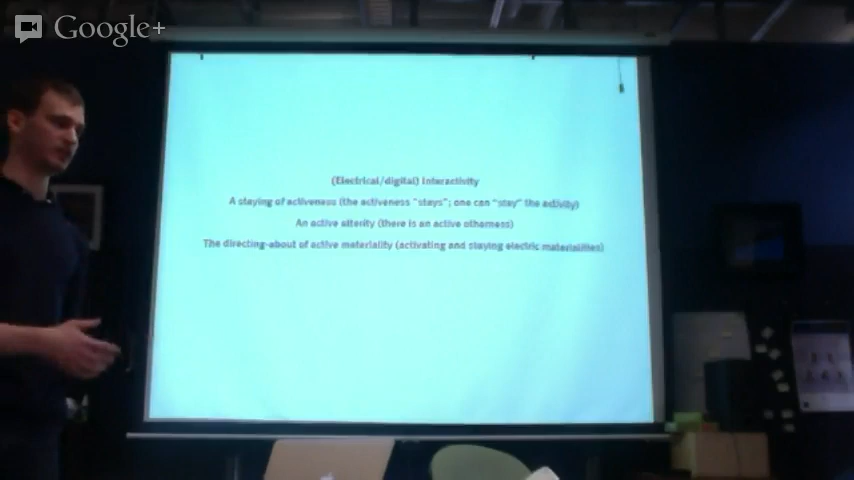 Google+
(Electrical/digital) Interactivity
A staying of activeness (the activeness "stays"; one can "stay" the activity)
An active alterity (there is an active otherness)
The directing-about of active materiality (activating and staying electric materialities)